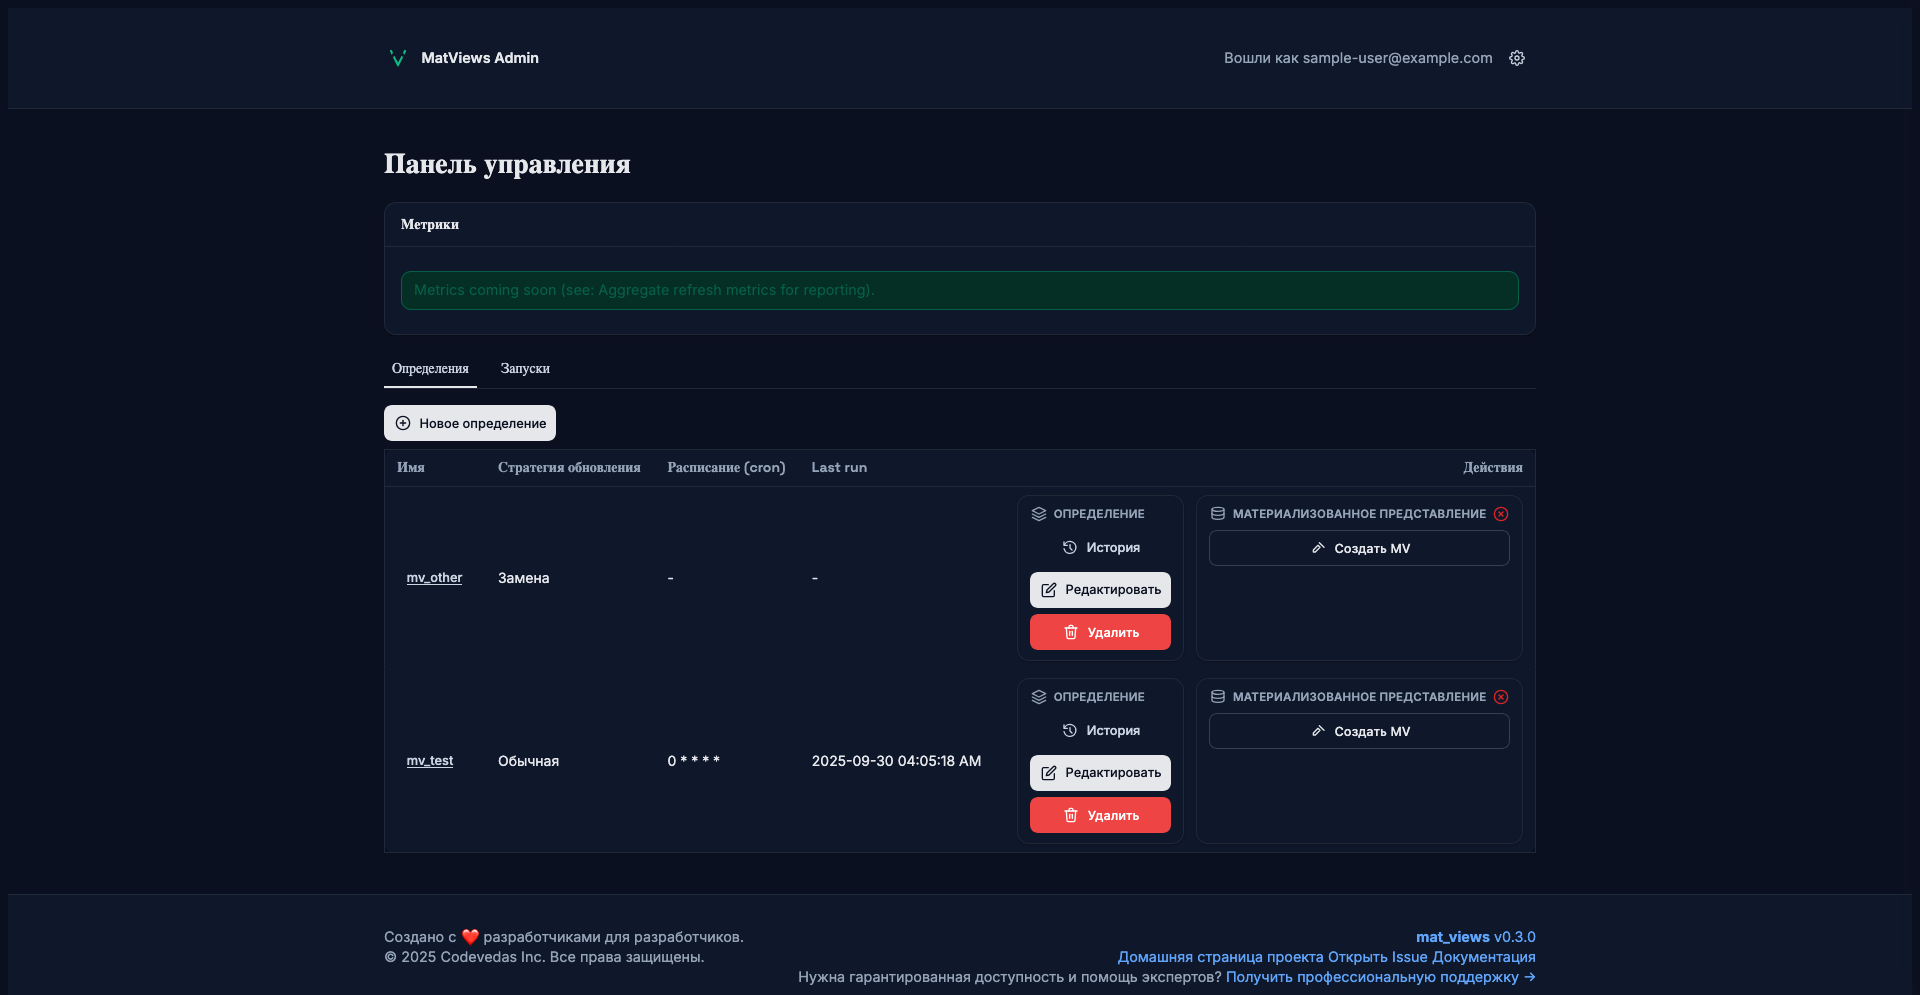 MatViews Admin
Вошли как sample-user@example.com
Панель управления
Метрики
Metrics coming soon (see: Aggregate refresh metrics for reporting).
Определения Запуски
Новое определение
Имя Стратегия обновления Расписание (cron) Last run Действия
ОПРЕДЕЛЕНИЕ МАТЕРИАЛИЗОВАННОЕ ПРЕДСТАВЛЕНИЕ
История Создать MV
mv_other Замена - -
Редактировать
Удалить
ОПРЕДЕЛЕНИЕ МАТЕРИАЛИЗОВАННОЕ ПРЕДСТАВЛЕНИЕ
История Создать MV
mv_test Обычная 0 * * * * 2025-09-30 04:05:18 AM
Редактировать
Удалить
Создано с ❤️ разработчиками для разработчиков.
© 2025 Codevedas Inc. Все права защищены.
mat_views v0.3.0
Домашняя страница проекта Открыть Issue Документация
Нужна гарантированная доступность и помощь экспертов? Получить профессиональную поддержку →